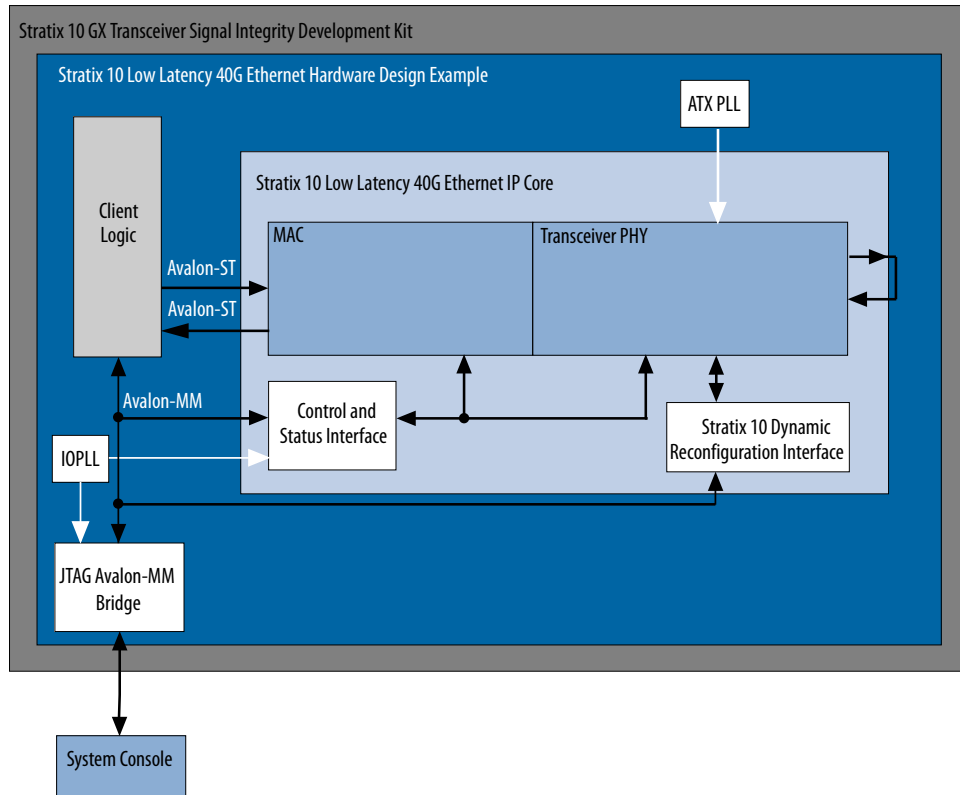 Stratix 10 GX Transceiver Signal Integrity Development Kit
Stratix 10 Low Latency 40G Ethernet Hardware Design Example
ATX PLL
Stratix 10 Low Latency 40G Ethernet IP Core
Client
Logic
MAC
Transceiver PHY
Avalon-ST
Avalon-ST
Avalon-MM
Control and
Status Interface
Stratix 10 Dynamic
Reconfiguration Interface
IOPLL
JTAG Avalon-MM
Bridge
System Console